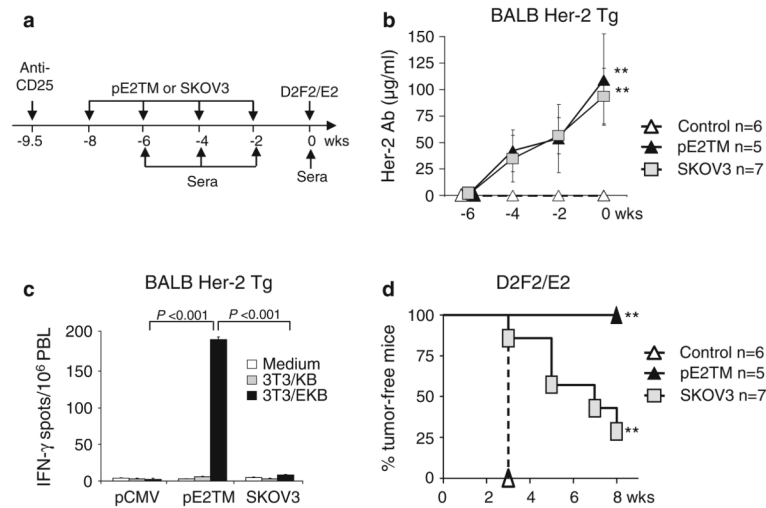 a
Anti-
CD25
pE2TM or SKOV3
D2F2/E2
-9.5 -8 -6 -4 -2 0 wks
Sera
Sera
b
BALB Her-2 Tg
Her-2 Ab (µg/ml)
150
125
100
75
50
25
0
**
**
-6 -4 -2 0 wks
Control n=6
pE2TM n=5
SKOV3 n=7
c
BALB Her-2 Tg
P <0.001 P <0.001
IFN-γ spots/10⁶ PBL
200
150
100
50
0
Medium
3T3/KB
3T3/EKB
pCMV pE2TM SKOV3
d
D2F2/E2
% tumor-free mice
100
75
50
25
0
**
**
0 2 4 6 8 wks
Control n=6
pE2TM n=5
SKOV3 n=7